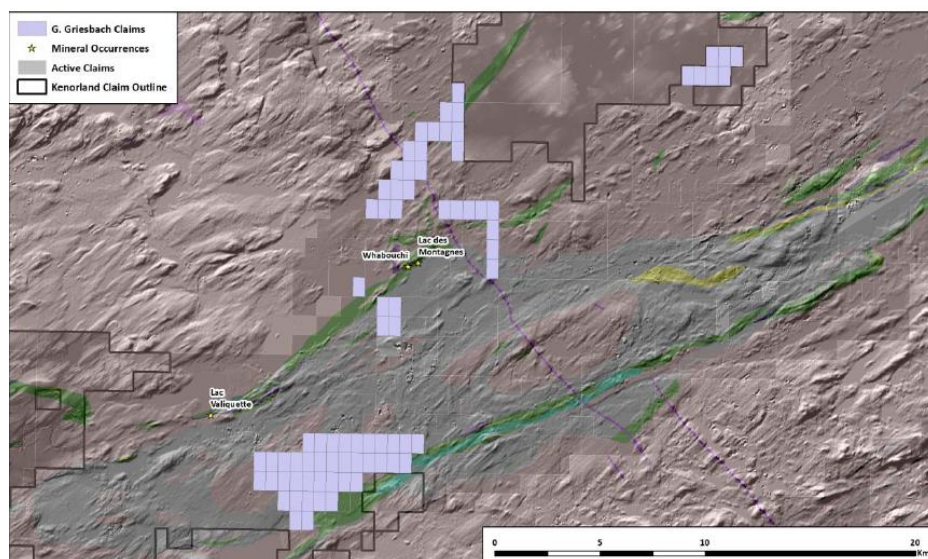 G. Griesbach Claims
Mineral Occurrences
Active Claims
Kenorland Claim Outline
Lac des
Montagnes
Whabouchi
Lac
Valiquette
0 5 10 20
Km